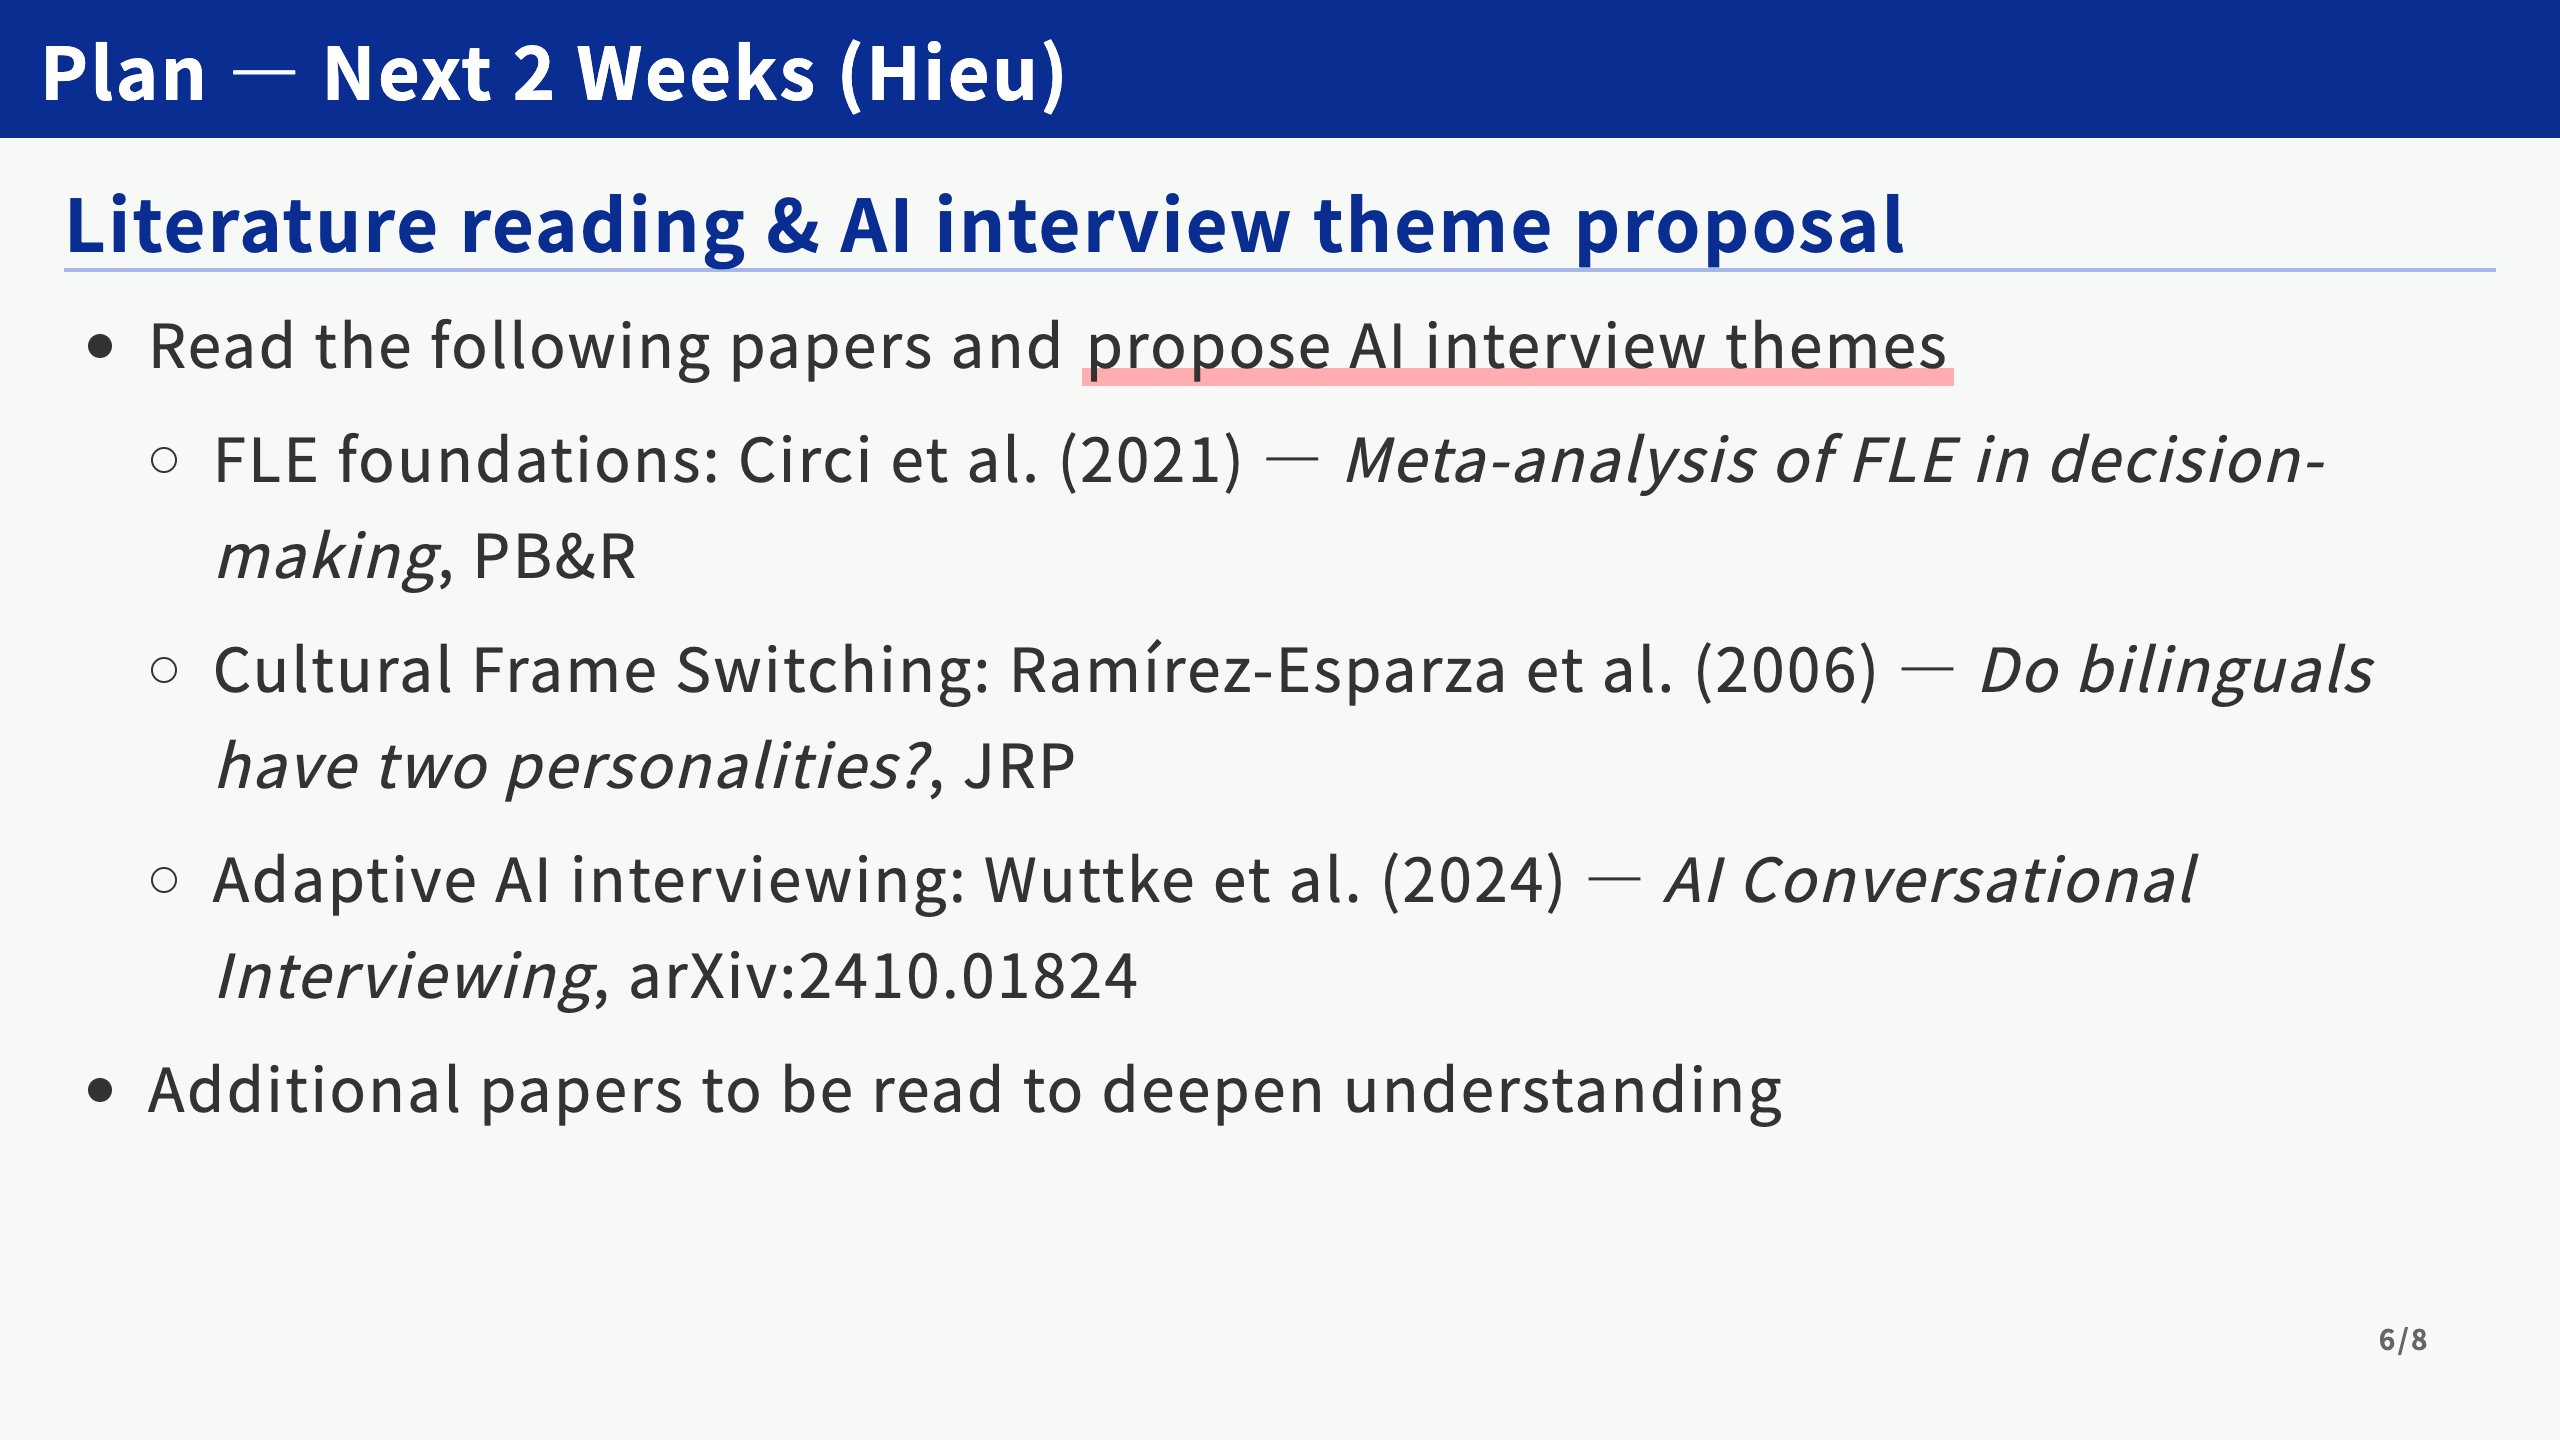 Plan — Next 2 Weeks (Hieu)
Literature reading & AI interview theme proposal
• Read the following papers and propose AI interview themes
○ FLE foundations: Circi et al. (2021) — Meta-analysis of FLE in decision-
making, PB&R
○ Cultural Frame Switching: Ramírez-Esparza et al. (2006) — Do bilinguals
have two personalities?, JRP
○ Adaptive AI interviewing: Wuttke et al. (2024) — AI Conversational
Interviewing, arXiv:2410.01824
• Additional papers to be read to deepen understanding
6/8